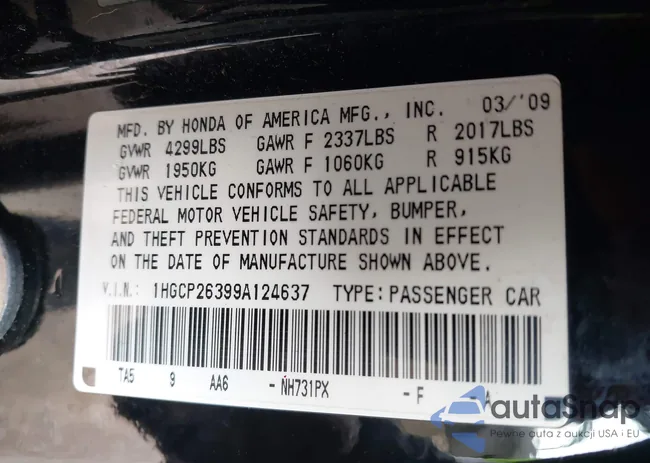 MFD. BY HONDA OF AMERICA MFG., INC. 03/'09
GVWR 4299LBS GAWR F 2337LBS R 2017LBS
GVWR 1950KG GAWR F 1060KG R 915KG
THIS VEHICLE CONFORMS TO ALL APPLICABLE
FEDERAL MOTOR VEHICLE SAFETY, BUMPER,
AND THEFT PREVENTION STANDARDS IN EFFECT
ON THE DATE OF MANUFACTURE SHOWN ABOVE.
V.I.N.: 1HGCP26399A124637 TYPE:PASSENGER CAR
TA5 9 AA6 -NH731PX -F -A
autoSnap
Pewne auta z aukcji USA i EU